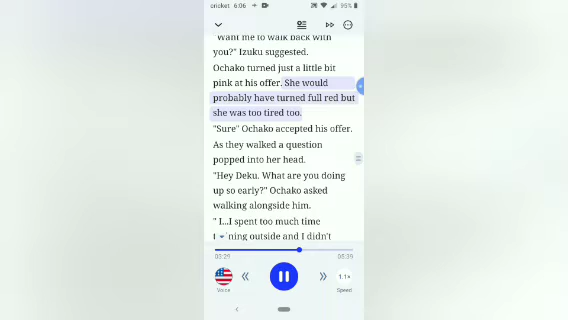 cricket 6:06
95%
"Want me to walk back with
you?" Izuku suggested.
Ochako turned just a little bit
pink at his offer. She would
probably have turned full red but
she was too tired too.
"Sure" Ochako accepted his offer.
As they walked a question
popped into her head.
"Hey Deku. What are you doing
up so early?" Ochako asked
walking alongside him.
" I...I spent too much time
outside and I didn't
03:29
05:39
1.1×
Voice
Speed